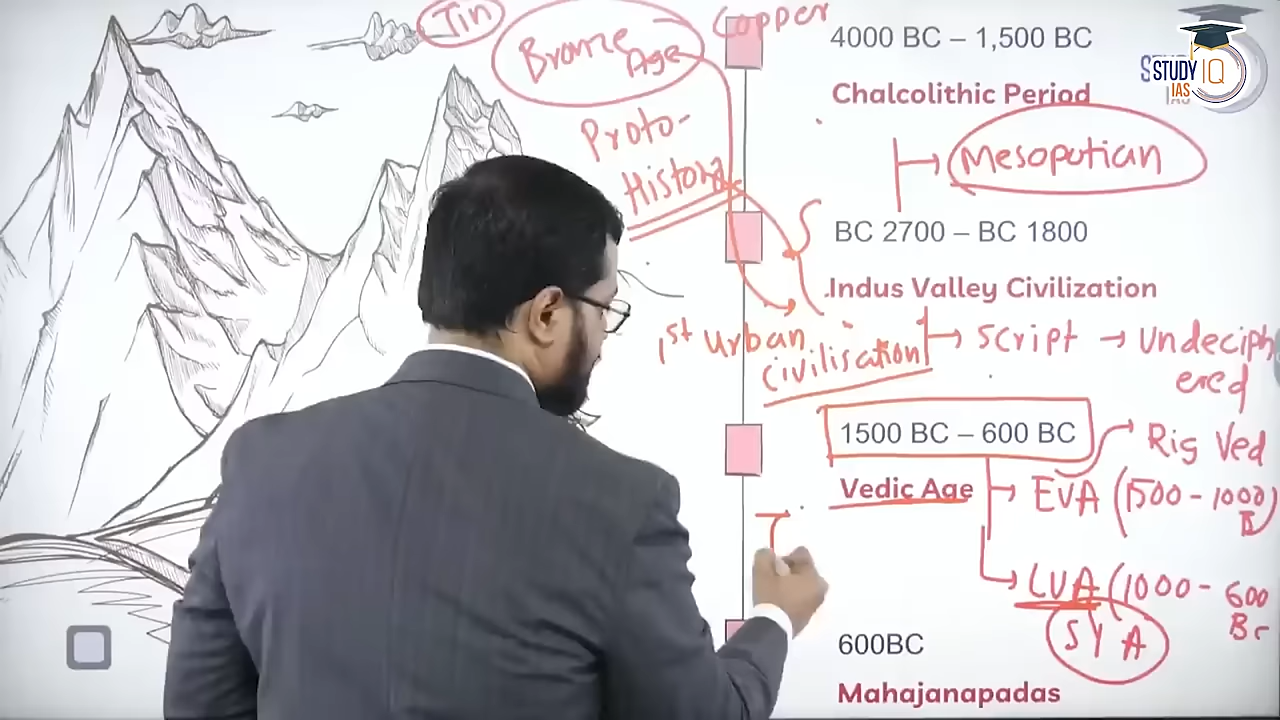 Tin
Copper
4000 BC – 1,500 BC
Bronze
Age
STUDY IQ
IAS
Chalcolithic Period
Proto-
History
Mesopotian
BC 2700 – BC 1800
.Indus Valley Civilization
1st Urban
civilisation
Script → Undeciph
ered
1500 BC – 600 BC
Rig Ved
Vedic Age
EVA (1500 - 1000)
LVA (1000 - 600
BC
SYA
I
600BC
Mahajanapadas